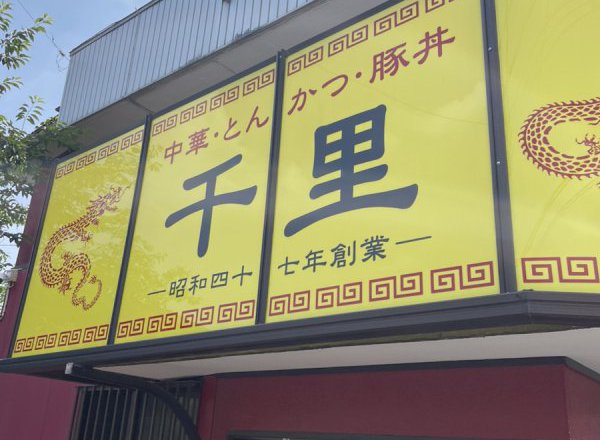 中華・とんかつ・豚丼
千里
—昭和四十七年創業—